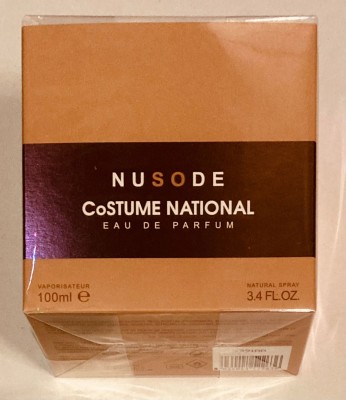 NUSODE
CoSTUME NATIONAL
EAU DE PARFUM
VAPORISATEUR
100ml e
NATURAL SPRAY
3.4 FL.OZ.